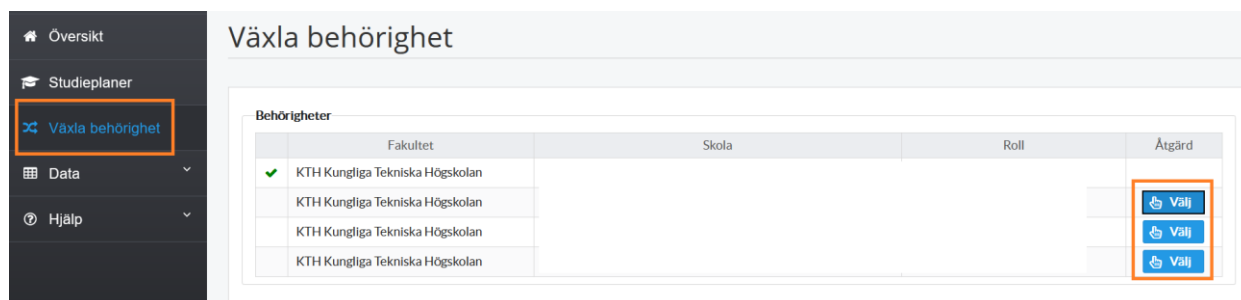 Översikt
Studieplaner
Växla behörighet
Data
Hjälp
Växla behörighet
Behörigheter
Fakultet Skola Roll Åtgärd
KTH Kungliga Tekniska Högskolan
KTH Kungliga Tekniska Högskolan Välj
KTH Kungliga Tekniska Högskolan Välj
KTH Kungliga Tekniska Högskolan Välj